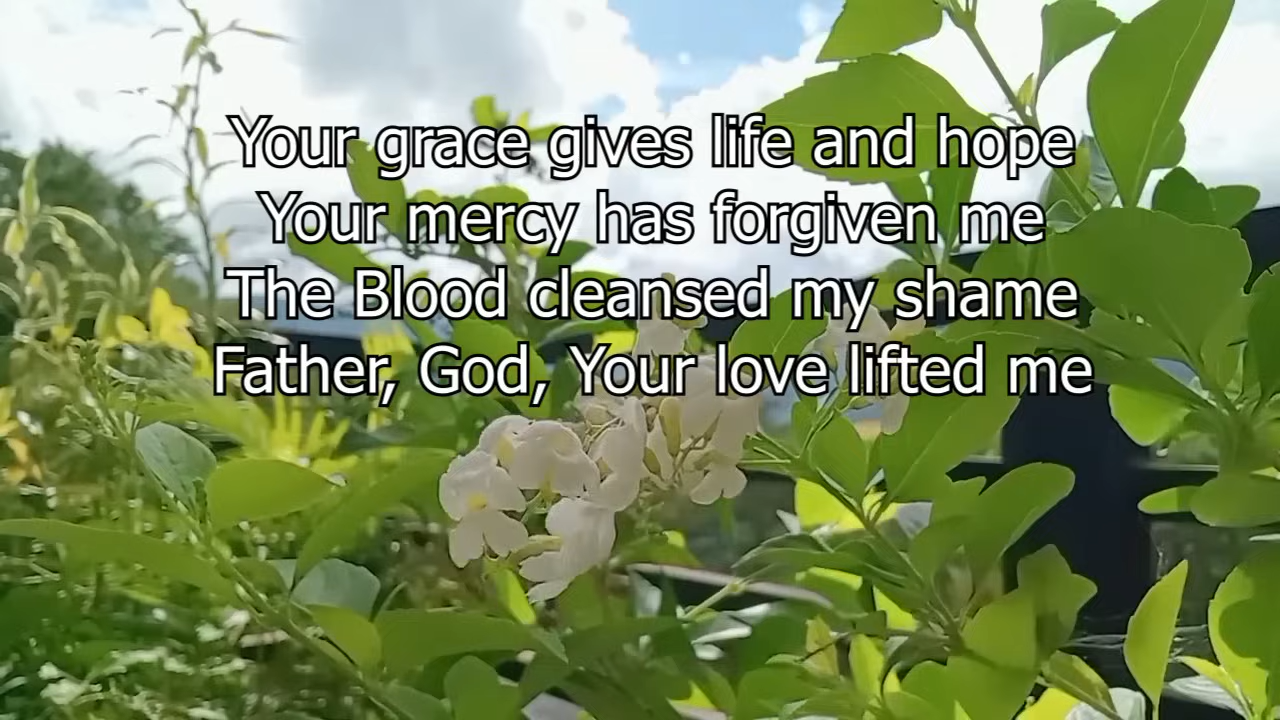 Your grace gives life and hope
Your mercy has forgiven me
The Blood cleansed my shame
Father, God, Your love lifted me